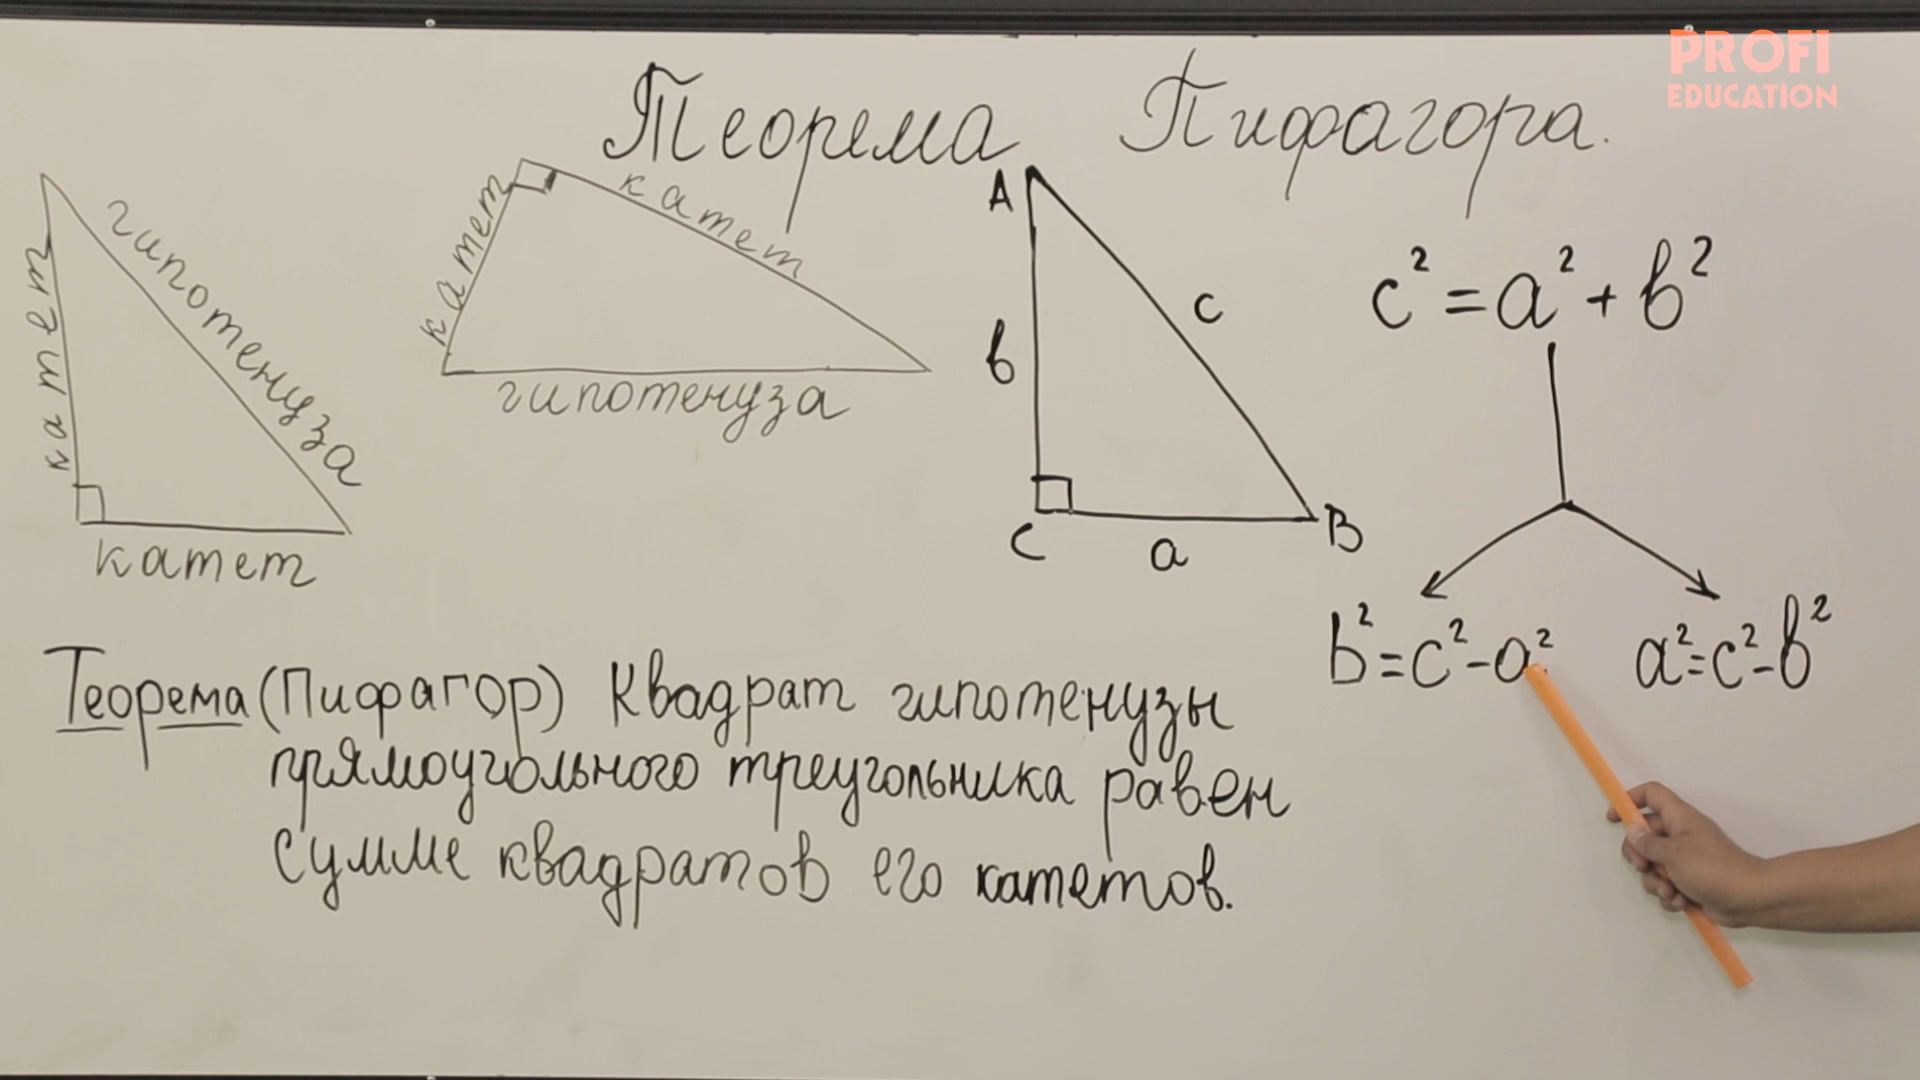 PROFI
EDUCATION
Теорема Пифагора.
катет
гипотенуза
катет
катет
катет
гипотенуза
A
в
c
C
a
B
c² = a² + в²
b² = c² - a²
a² = c² - b²
Теорема (Пифагор) Квадрат гипотенузы
прямоугольного треугольника равен
сумме квадратов его катетов.